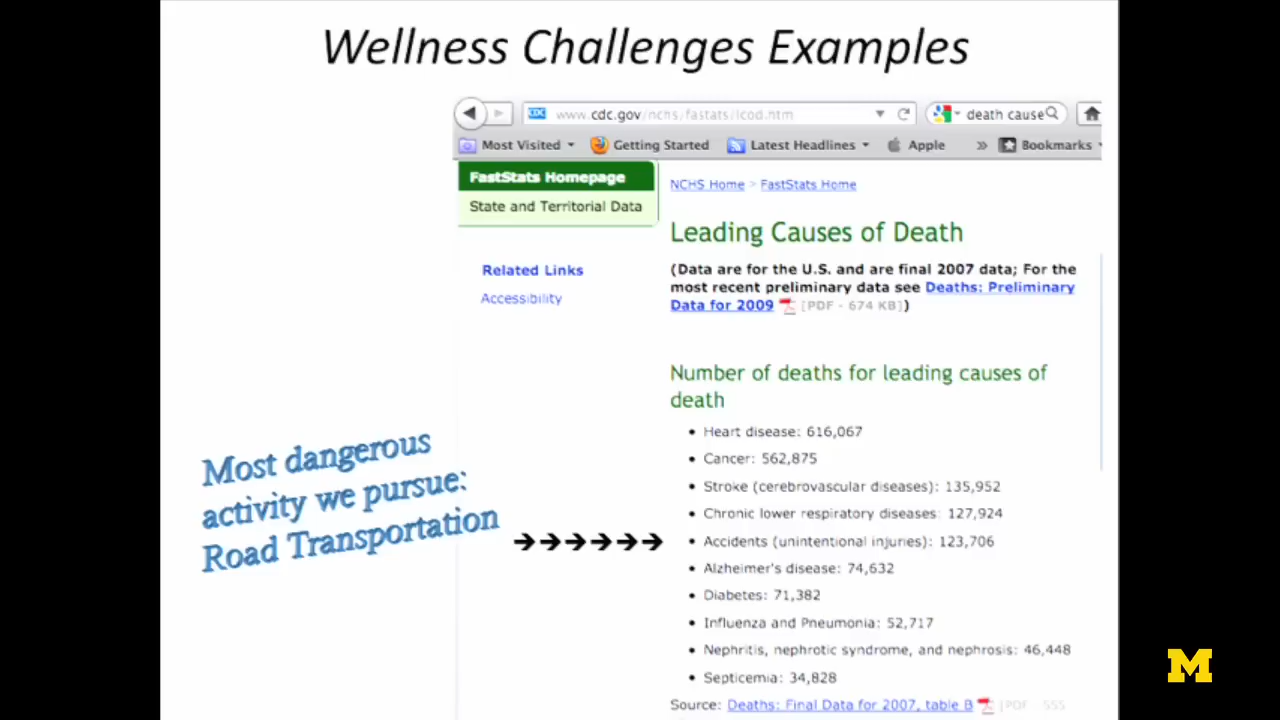 Wellness Challenges Examples
www.cdc.gov/nchs/fastats/lcod.htm
death cause
Most Visited
Getting Started
Latest Headlines
Apple
»
Bookmarks
FastStats Homepage
State and Territorial Data
Related Links
Accessibility
NCHS Home > FastStats Home
Leading Causes of Death
(Data are for the U.S. and are final 2007 data; For the
most recent preliminary data see Deaths: Preliminary
Data for 2009 [PDF - 674 KB])
Number of deaths for leading causes of
death
• Heart disease: 616,067
• Cancer: 562,875
• Stroke (cerebrovascular diseases): 135,952
• Chronic lower respiratory diseases: 127,924
• Accidents (unintentional injuries): 123,706
• Alzheimer's disease: 74,632
• Diabetes: 71,382
• Influenza and Pneumonia: 52,717
• Nephritis, nephrotic syndrome, and nephrosis: 46,448
• Septicemia: 34,828
Source: Deaths: Final Data for 2007, table B [PDF - 555
Most dangerous
activity we pursue:
Road Transportation
CDC
M